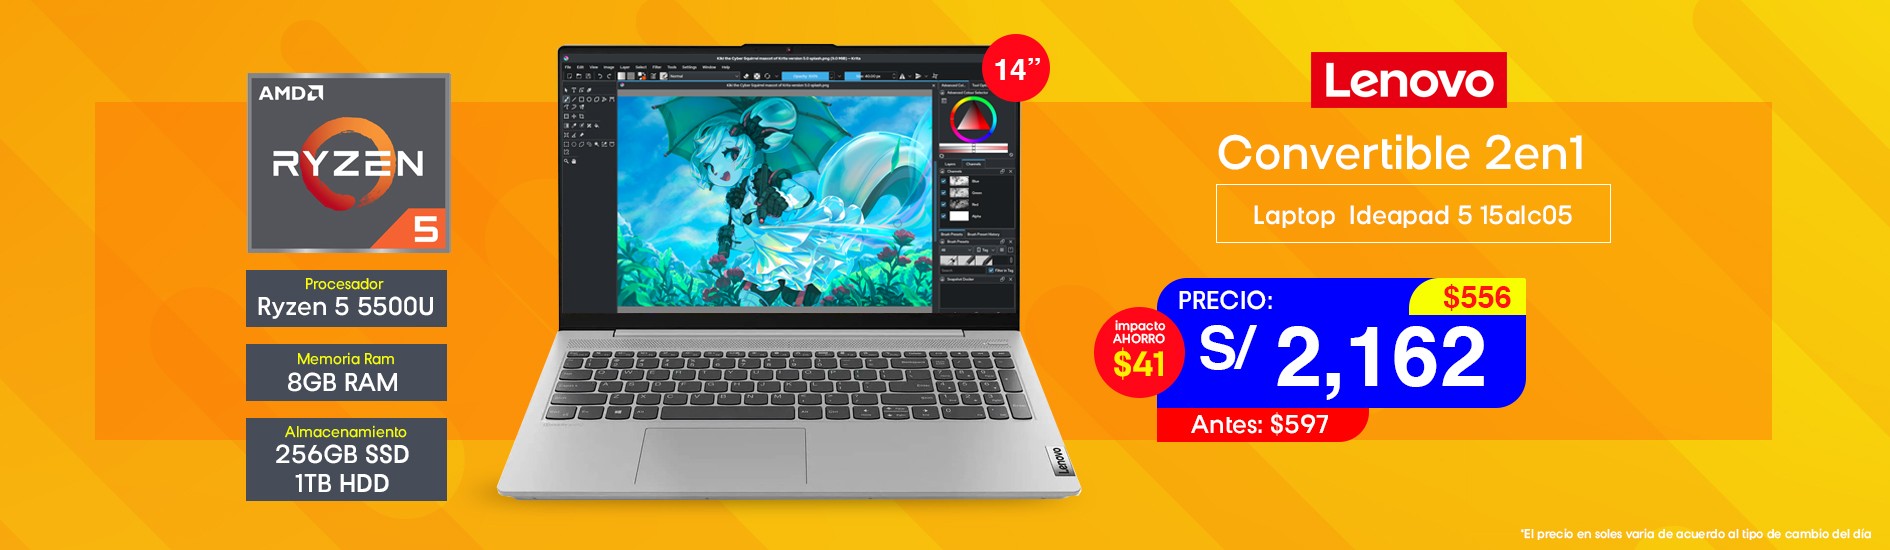 AMD
RYZEN
5
Procesador
Ryzen 5 5500U
Memoria Ram
8GB RAM
Almacenamiento
256GB SSD
1TB HDD
14”
Lenovo
Lenovo
Convertible 2en1
Laptop Ideapad 5 15alc05
PRECIO:
$556
S/ 2,162
impacto
AHORRO
$41
Antes: $597
*El precio en soles varia de acuerdo al tipo de cambio del día